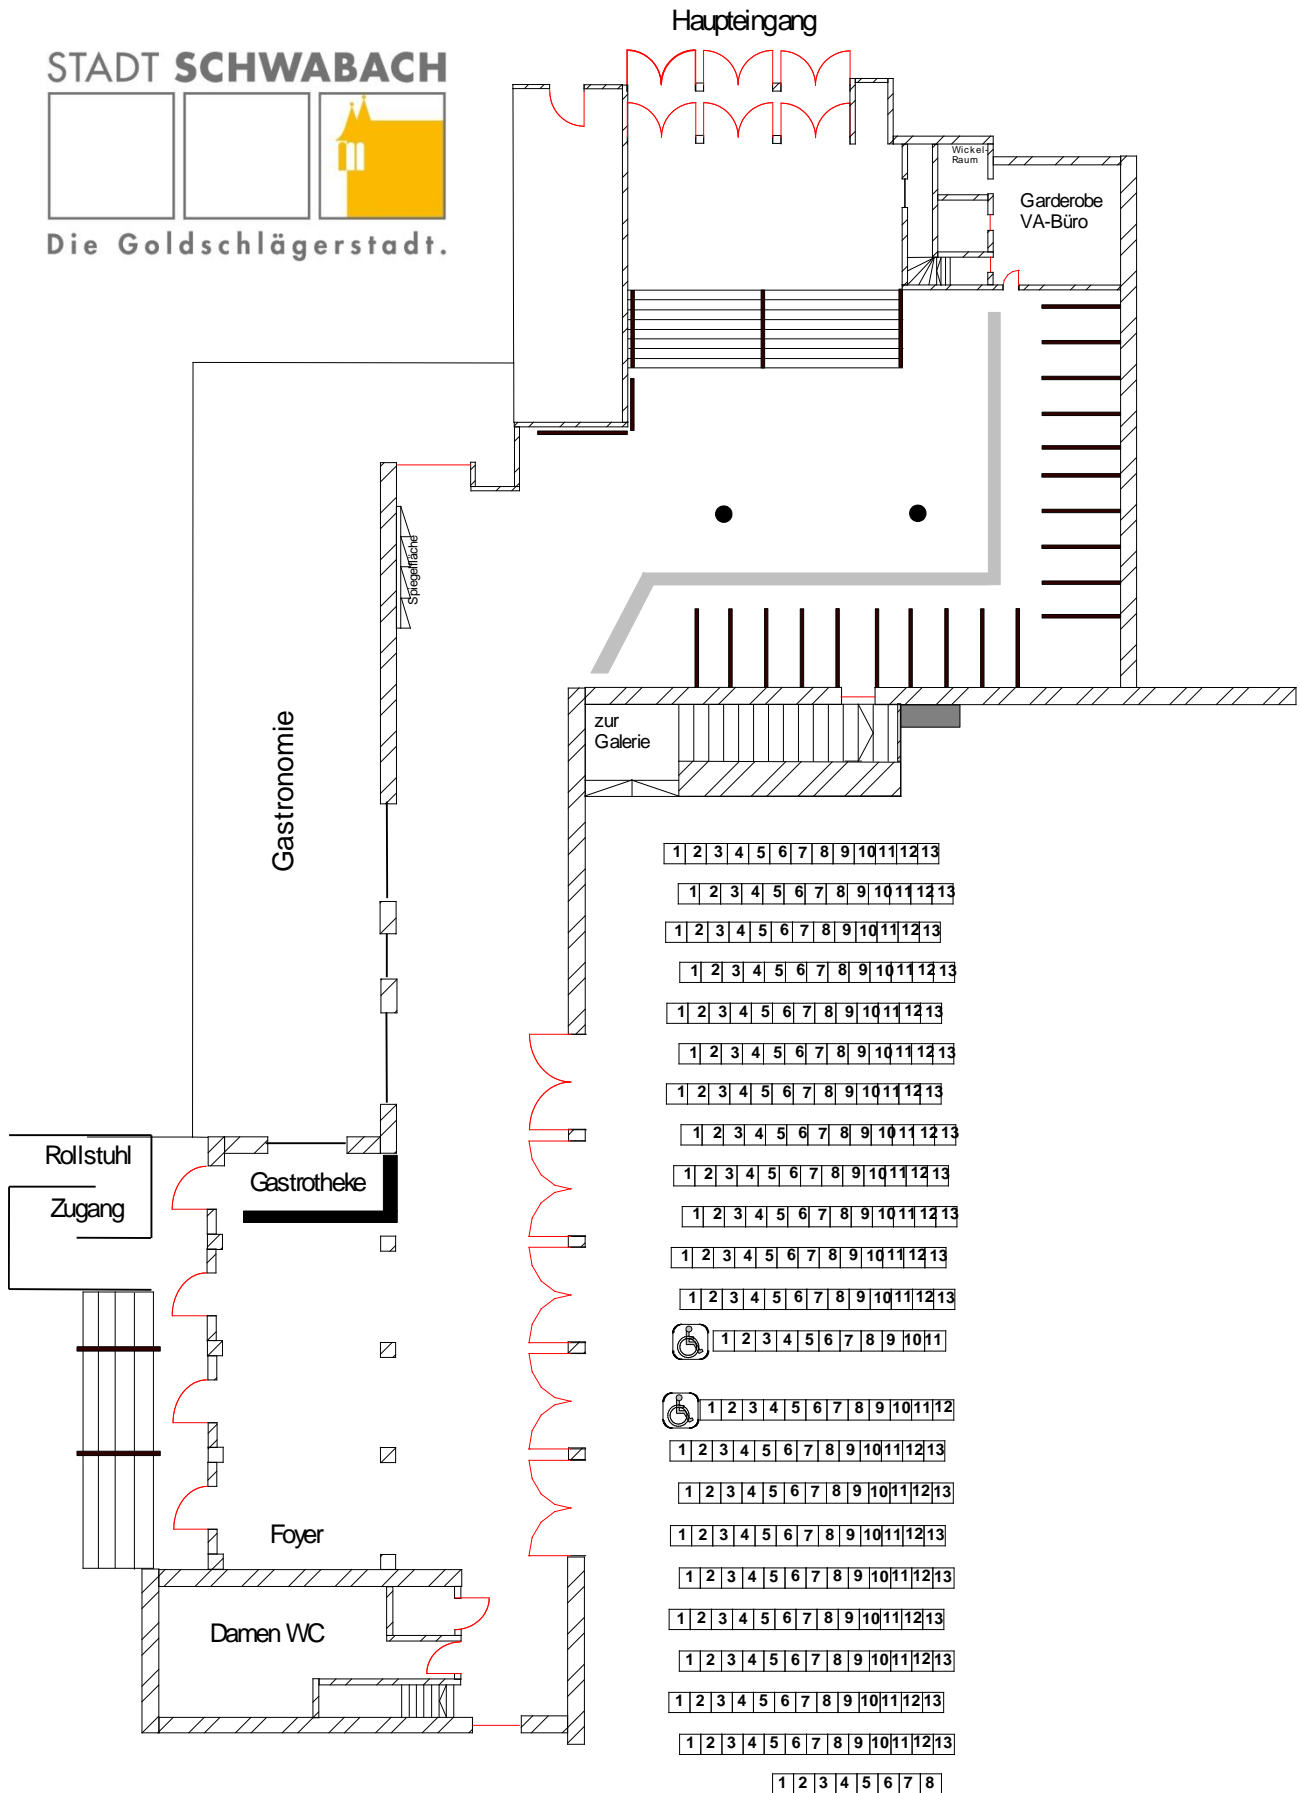 Haupteingang
STADT SCHWABACH
Die Goldschlägerstadt.
Wickel-
Raum
Garderobe
VA-Büro
Spiegelfläche
Gastronomie
zur
Galerie
1 2 3 4 5 6 7 8 9 10 11 12 13
1 2 3 4 5 6 7 8 9 10 11 12 13
1 2 3 4 5 6 7 8 9 10 11 12 13
1 2 3 4 5 6 7 8 9 10 11 12 13
1 2 3 4 5 6 7 8 9 10 11 12 13
1 2 3 4 5 6 7 8 9 10 11 12 13
1 2 3 4 5 6 7 8 9 10 11 12 13
1 2 3 4 5 6 7 8 9 10 11 12 13
Rollstuhl
Zugang
Gastrotheke
1 2 3 4 5 6 7 8 9 10 11 12 13
1 2 3 4 5 6 7 8 9 10 11 12 13
1 2 3 4 5 6 7 8 9 10 11 12 13
1 2 3 4 5 6 7 8 9 10 11 12 13
1 2 3 4 5 6 7 8 9 10 11
1 2 3 4 5 6 7 8 9 10 11 12
1 2 3 4 5 6 7 8 9 10 11 12 13
1 2 3 4 5 6 7 8 9 10 11 12 13
Foyer
1 2 3 4 5 6 7 8 9 10 11 12 13
1 2 3 4 5 6 7 8 9 10 11 12 13
Damen WC
1 2 3 4 5 6 7 8 9 10 11 12 13
1 2 3 4 5 6 7 8 9 10 11 12 13
1 2 3 4 5 6 7 8 9 10 11 12 13
1 2 3 4 5 6 7 8 9 10 11 12 13
1 2 3 4 5 6 7 8